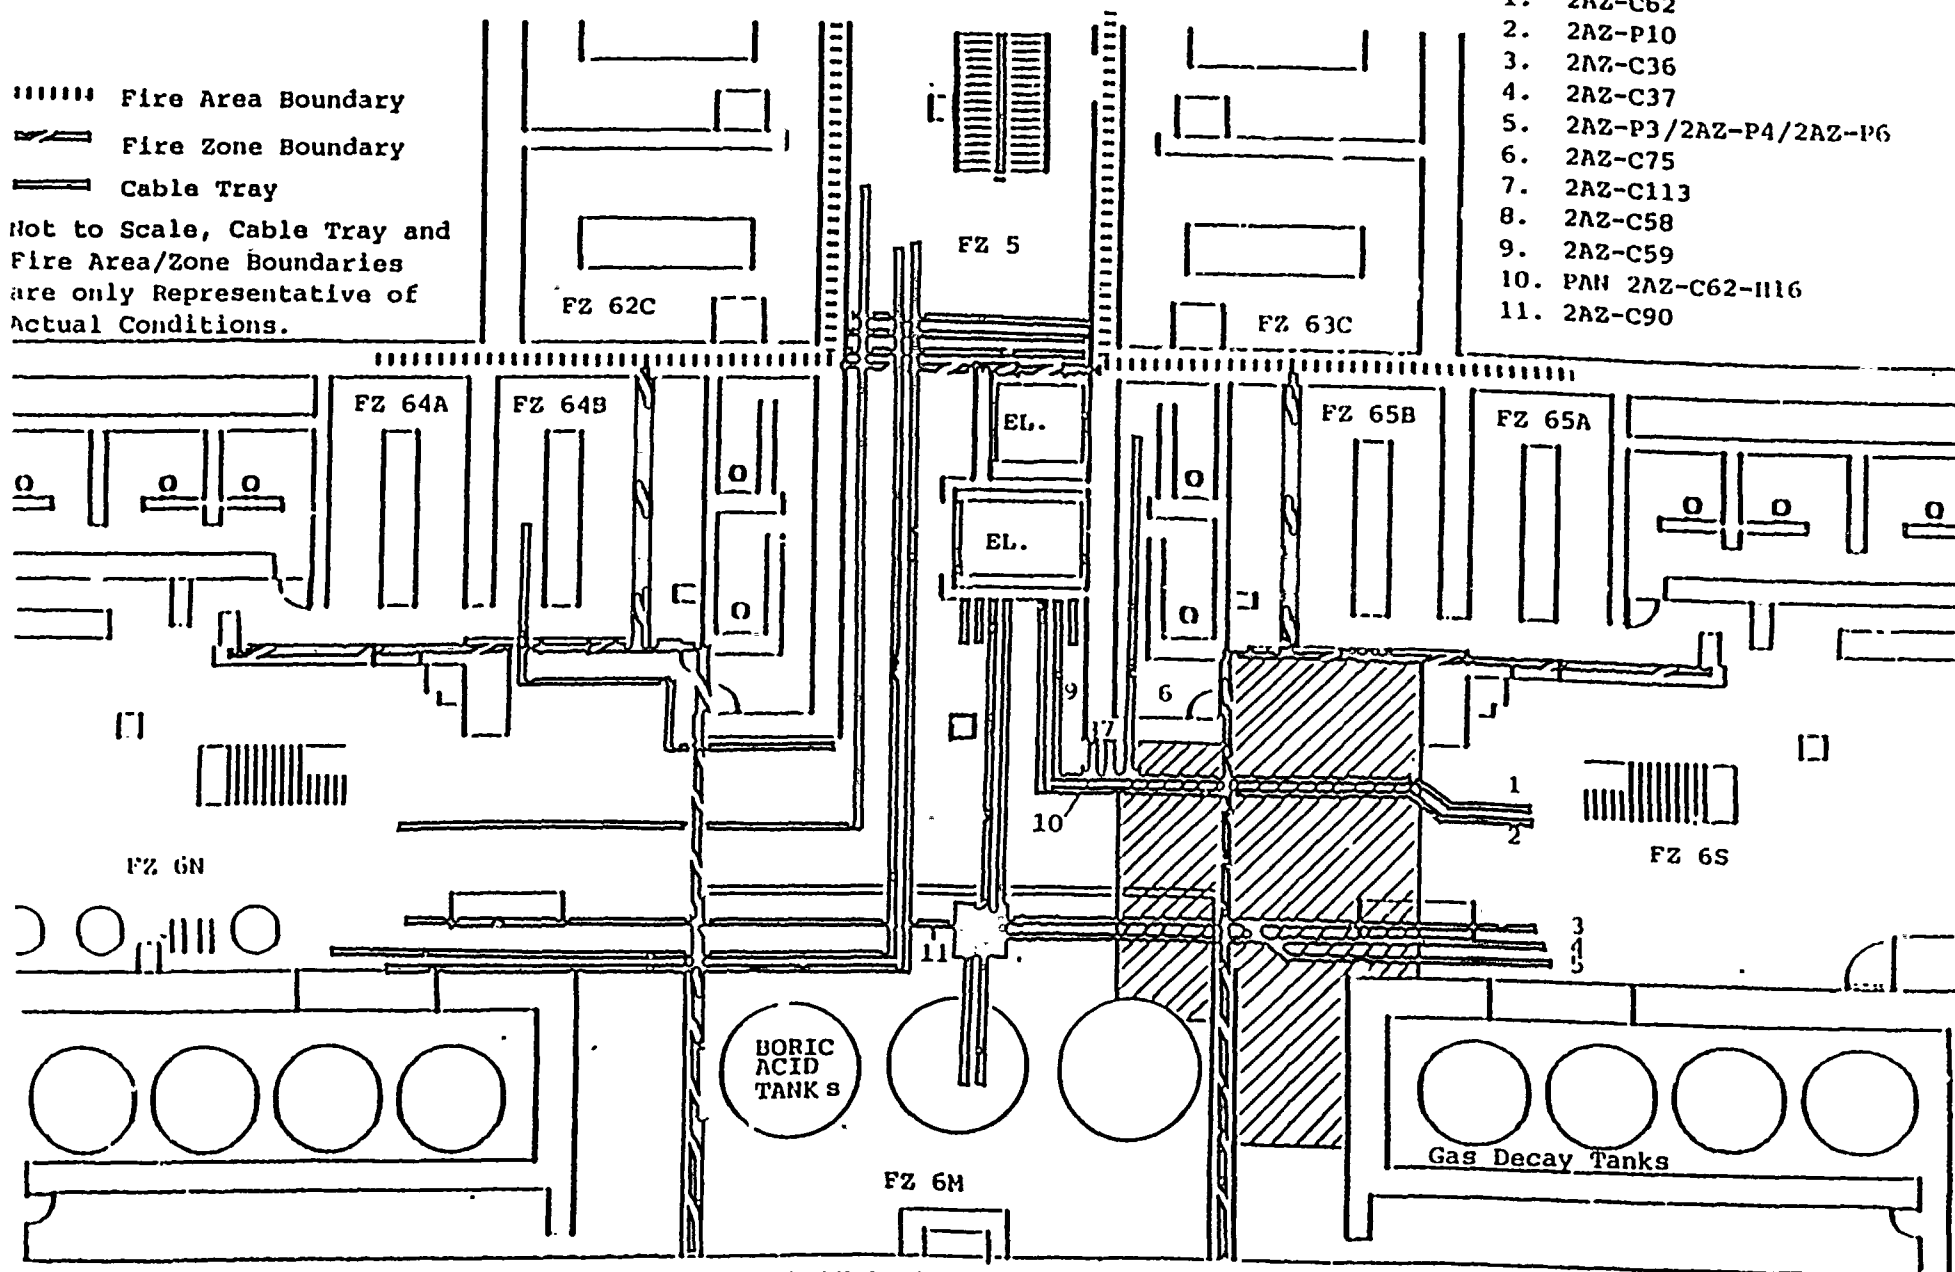 Fire Area Boundary
Fire Zone Boundary
Cable Tray
Not to Scale, Cable Tray and
Fire Area/Zone Boundaries
are only Representative of
Actual Conditions.
1. 2AZ-C62
2. 2AZ-P10
3. 2AZ-C36
4. 2AZ-C37
5. 2AZ-P3/2AZ-P4/2AZ-P6
6. 2AZ-C75
7. 2AZ-C113
8. 2AZ-C58
9. 2AZ-C59
10. PAN 2AZ-C62-H16
11. 2AZ-C90
FZ 5
FZ 62C
FZ 63C
FZ 64A
FZ 64B
EL.
FZ 65B
FZ 65A
EL.
9
6
17
1
10
2
FZ 6N
FZ 6S
3
11
4
5
BORIC
ACID
TANKS
Gas Decay Tanks
FZ 6M